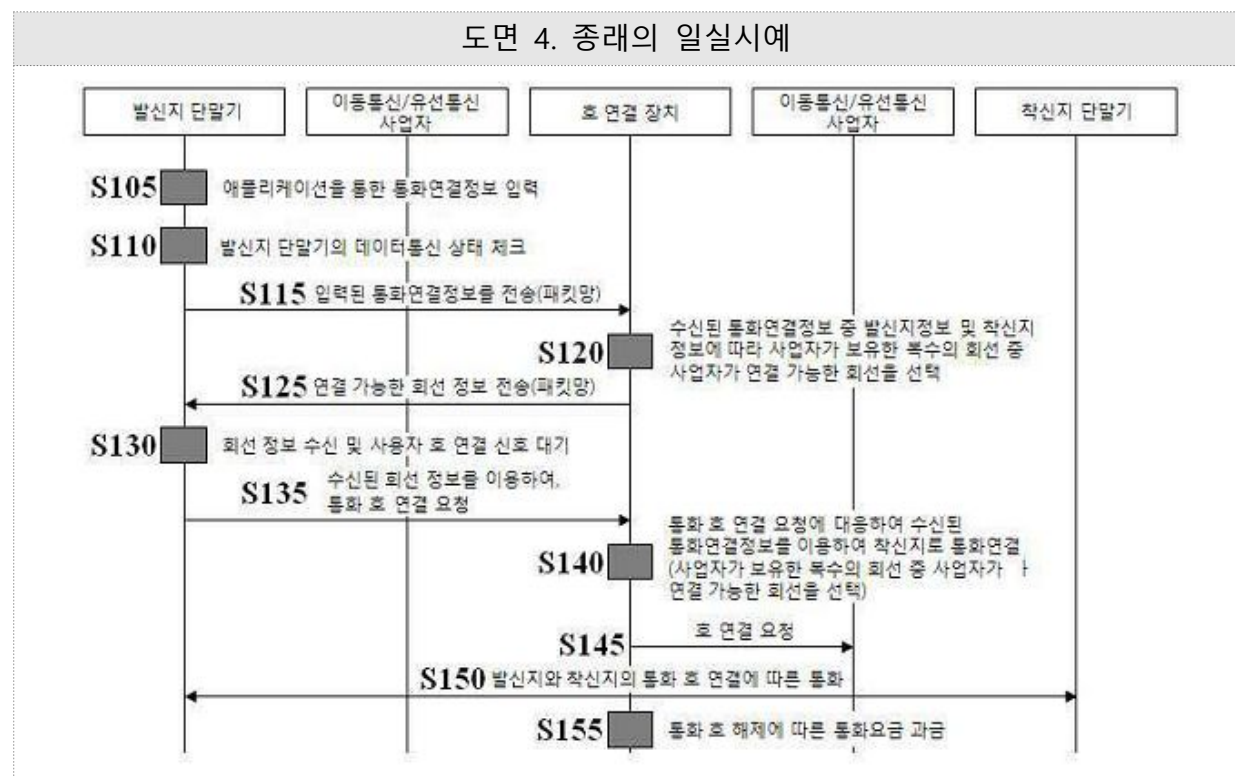 도면 4. 종래의 일실시예
발신지 단말기
이동통신/유선통신
사업자
호 연결 장치
이동통신/유선통신
사업자
착신지 단말기
S105 애플리케이션을 통한 통화연결정보 입력
S110 발신지 단말기의 데이터통신 상태 체크
S115 입력된 통화연결정보를 전송(패킷망)
S120
수신된 통화연결정보 중 발신지정보 및 착신지
정보에 따라 사업자가 보유한 복수의 회선 중
사업자가 연결 가능한 회선을 선택
S125 연결 가능한 회선 정보 전송(패킷망)
S130 회선 정보 수신 및 사용자 호 연결 신호 대기
S135
수신된 회선 정보를 이용하여,
통화 호 연결 요청
S140
통화 호 연결 요청에 대응하여 수신된
통화연결정보를 이용하여 착신지로 통화연결
(사업자가 보유한 복수의 회선 중 사업자가 ㅏ
연결 가능한 회선을 선택)
S145 호 연결 요청
S150 발신지와 착신지의 통화 호 연결에 따른 통화
S155 통화 호 해제에 따른 통화요금 과금